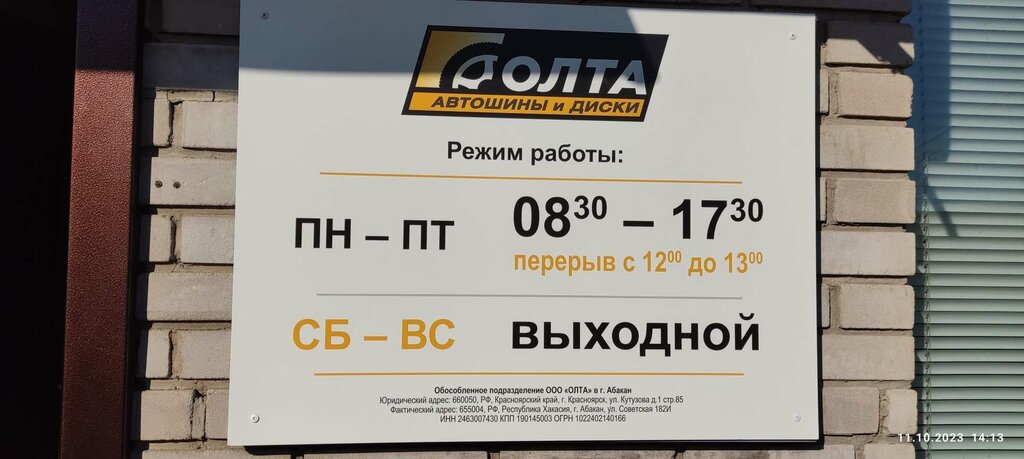 ОЛТА
АВТОШИНЫ и ДИСКИ
Режим работы:
ПН – ПТ 08³⁰ – 17³⁰
перерыв с 12⁰⁰ до 13⁰⁰
СБ – ВС ВЫХОДНОЙ
Обособленное подразделение ООО «ОЛТА» в г. Абакан
Юридический адрес: 660050, РФ, Красноярский край, г. Красноярск, ул. Кутузова д.1 стр.85
Фактический адрес: 655004, РФ, Республика Хакасия, г. Абакан, ул. Советская 182И
ИНН 2463007430 КПП 190145003 ОГРН 1022402140166
11.10.2023 14:13